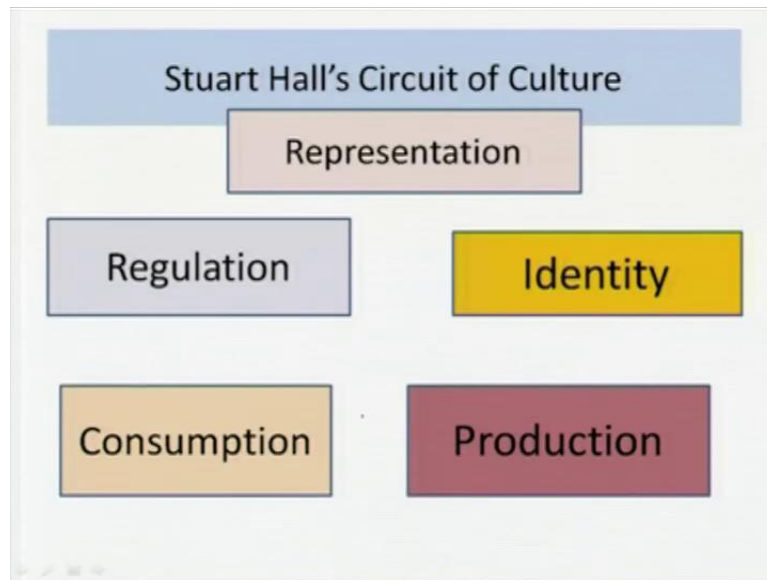 Stuart Hall's Circuit of Culture
Representation
Regulation
Identity
Consumption
Production